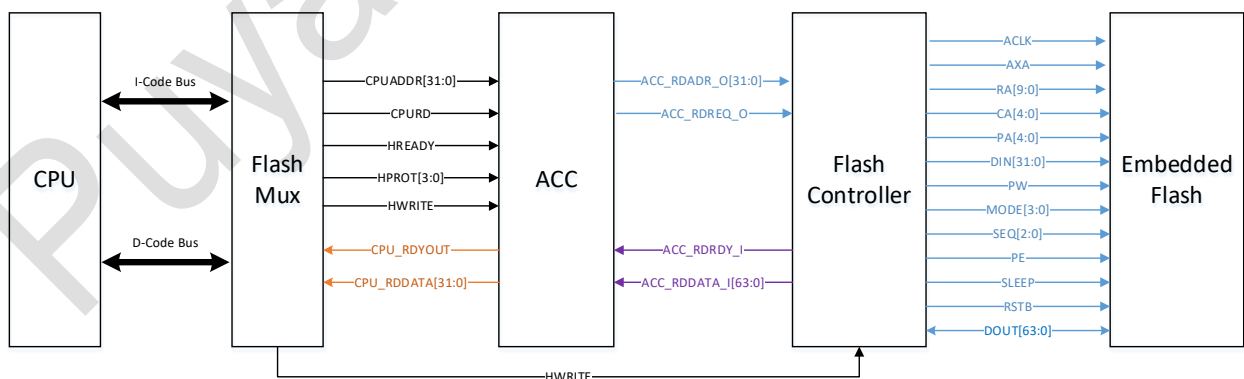 Puya
CPU
I-Code Bus
D-Code Bus
Flash
Mux
CPUADDR[31:0]
CPURD
HREADY
HPROT[3:0]
HWRITE
CPU_RDYOUT
CPU_RDDATA[31:0]
ACC
ACC_RDADR_O[31:0]
ACC_RDREQ_O
ACC_RDRDY_I
ACC_RDDATA_I[63:0]
Flash
Controller
ACLK
AXA
RA[9:0]
CA[4:0]
PA[4:0]
DIN[31:0]
PW
MODE[3:0]
SEQ[2:0]
PE
SLEEP
RSTB
DOUT[63:0]
Embedded
Flash
HWRITE